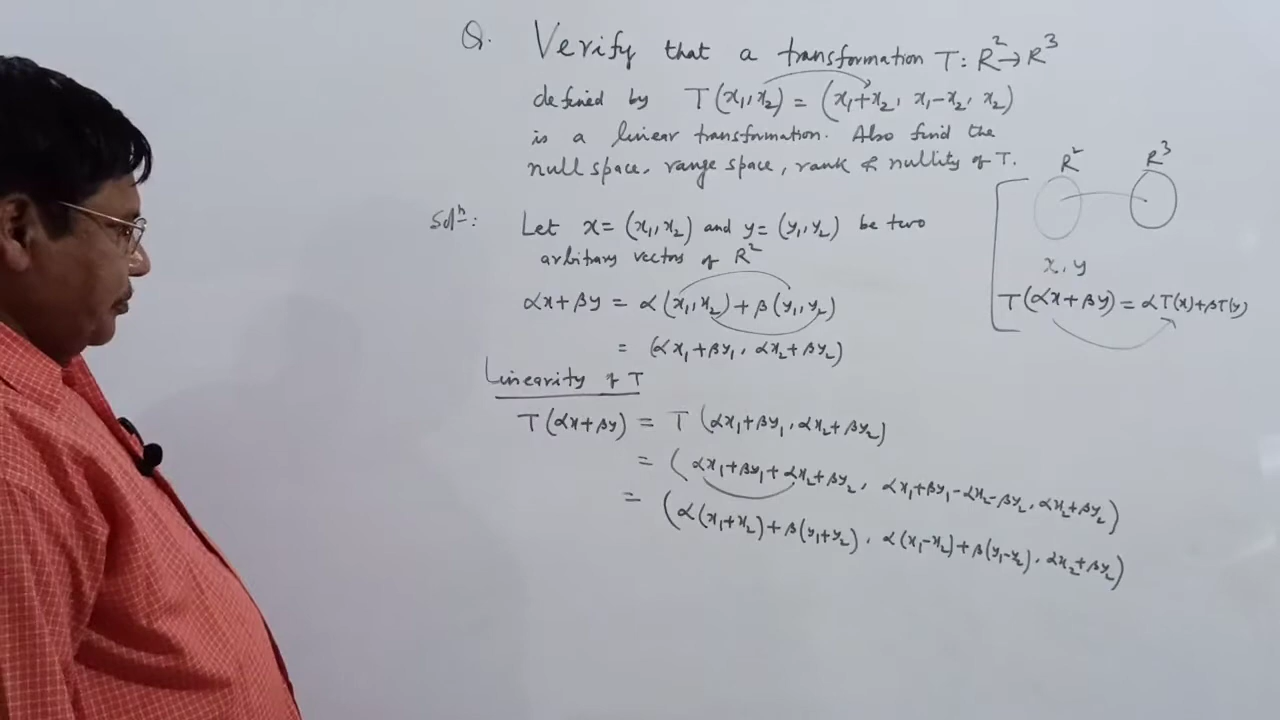 Q. Verify that a transformation T: R² → R³
defined by T(x₁, x₂) = (x₁+x₂, x₁-x₂, x₂)
is a linear transformation. Also find the
null space, range space, rank & nullity of T.
R² R³
x, y
T(αx+βy) = αT(x)+βT(y)
Solⁿ: Let x = (x₁, x₂) and y = (y₁, y₂) be two
arbitrary vectors of R²
αx+βy = α(x₁, x₂) + β(y₁, y₂)
= (αx₁+βy₁, αx₂+βy₂)
Linearity of T
T(αx+βy) = T(αx₁+βy₁, αx₂+βy₂)
= (αx₁+βy₁+αx₂+βy₂, αx₁+βy₁-αx₂-βy₂, αx₂+βy₂)
= (α(x₁+x₂)+β(y₁+y₂), α(x₁-x₂)+β(y₁-y₂), αx₂+βy₂)